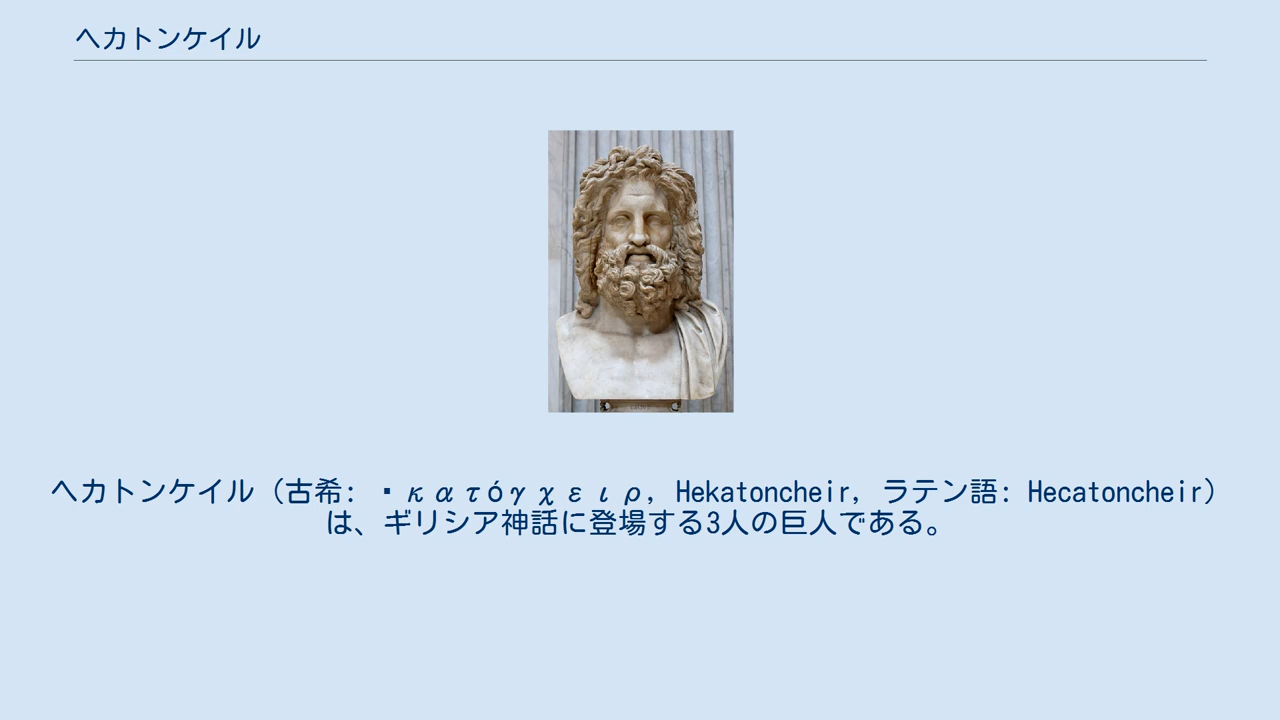 ヘカトンケイル
ヘカトンケイル（古希: ▪κατόγχειρ, Hekatoncheir, ラテン語: Hecatoncheir）
は、ギリシア神話に登場する3人の巨人である。